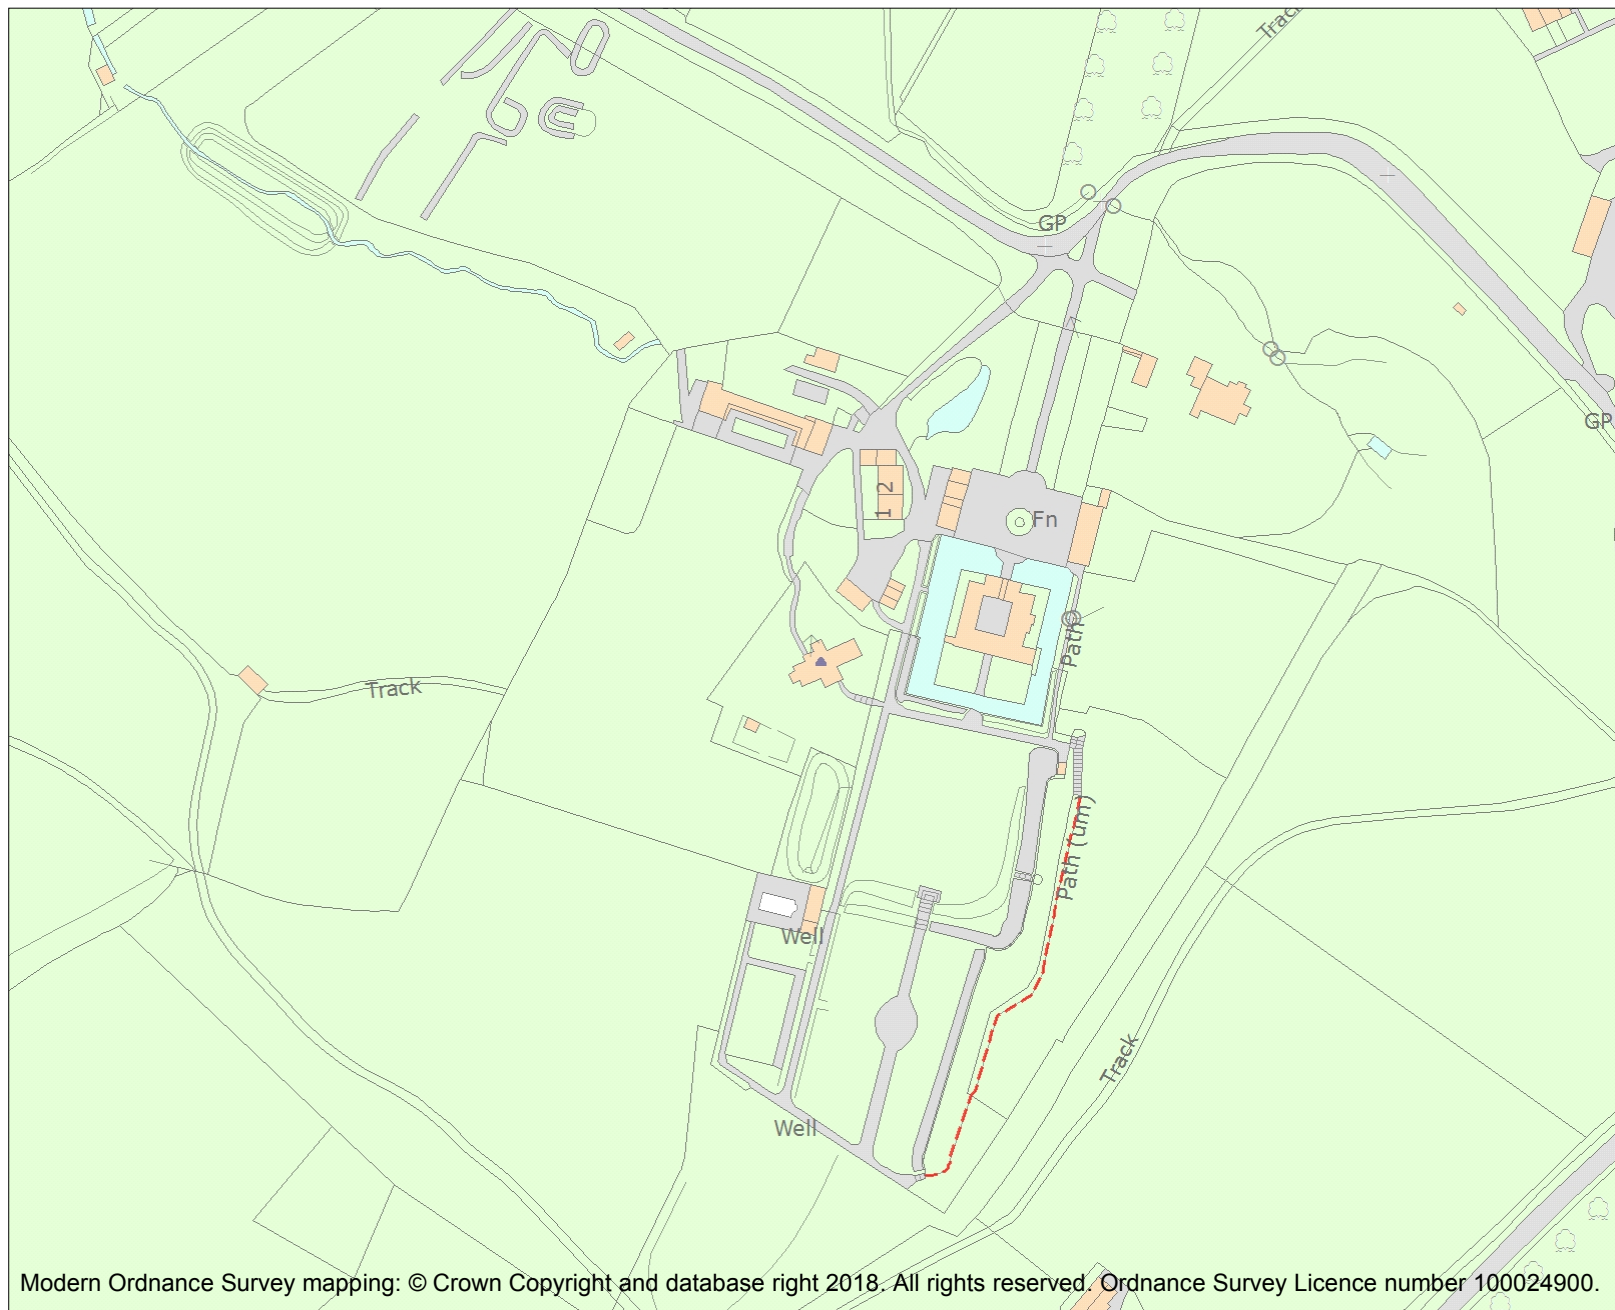 Track
GP
GP
1 2
Fn
Path
Track
Path (um)
Well
Track
Well
Modern Ordnance Survey mapping: © Crown Copyright and database right 2018. All rights reserved. Ordnance Survey Licence number 100024900.